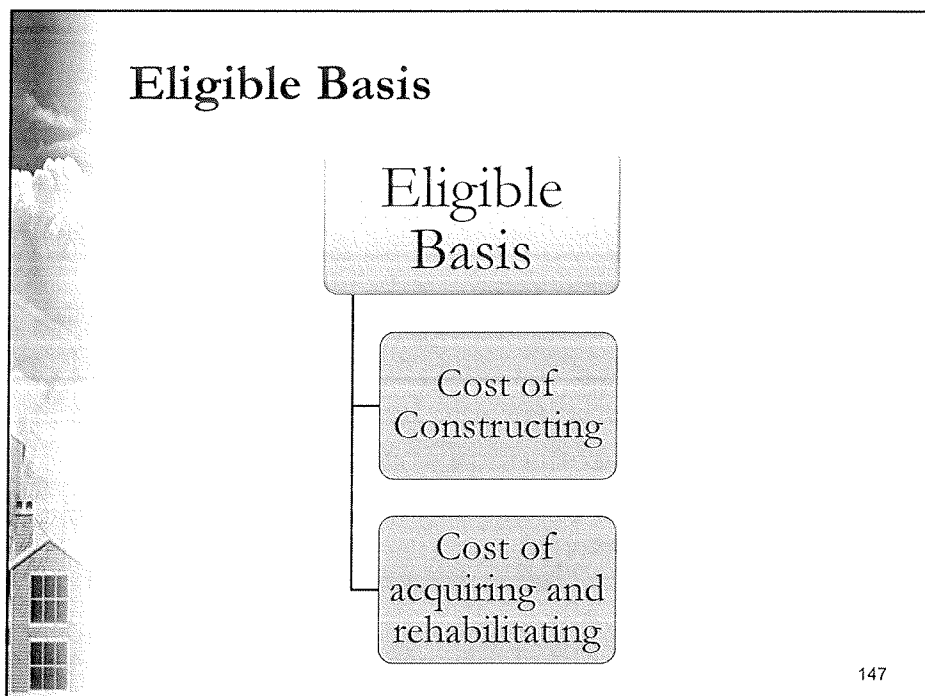 Eligible Basis
Eligible
Basis
Cost of
Constructing
Cost of
acquiring and
rehabilitating
147